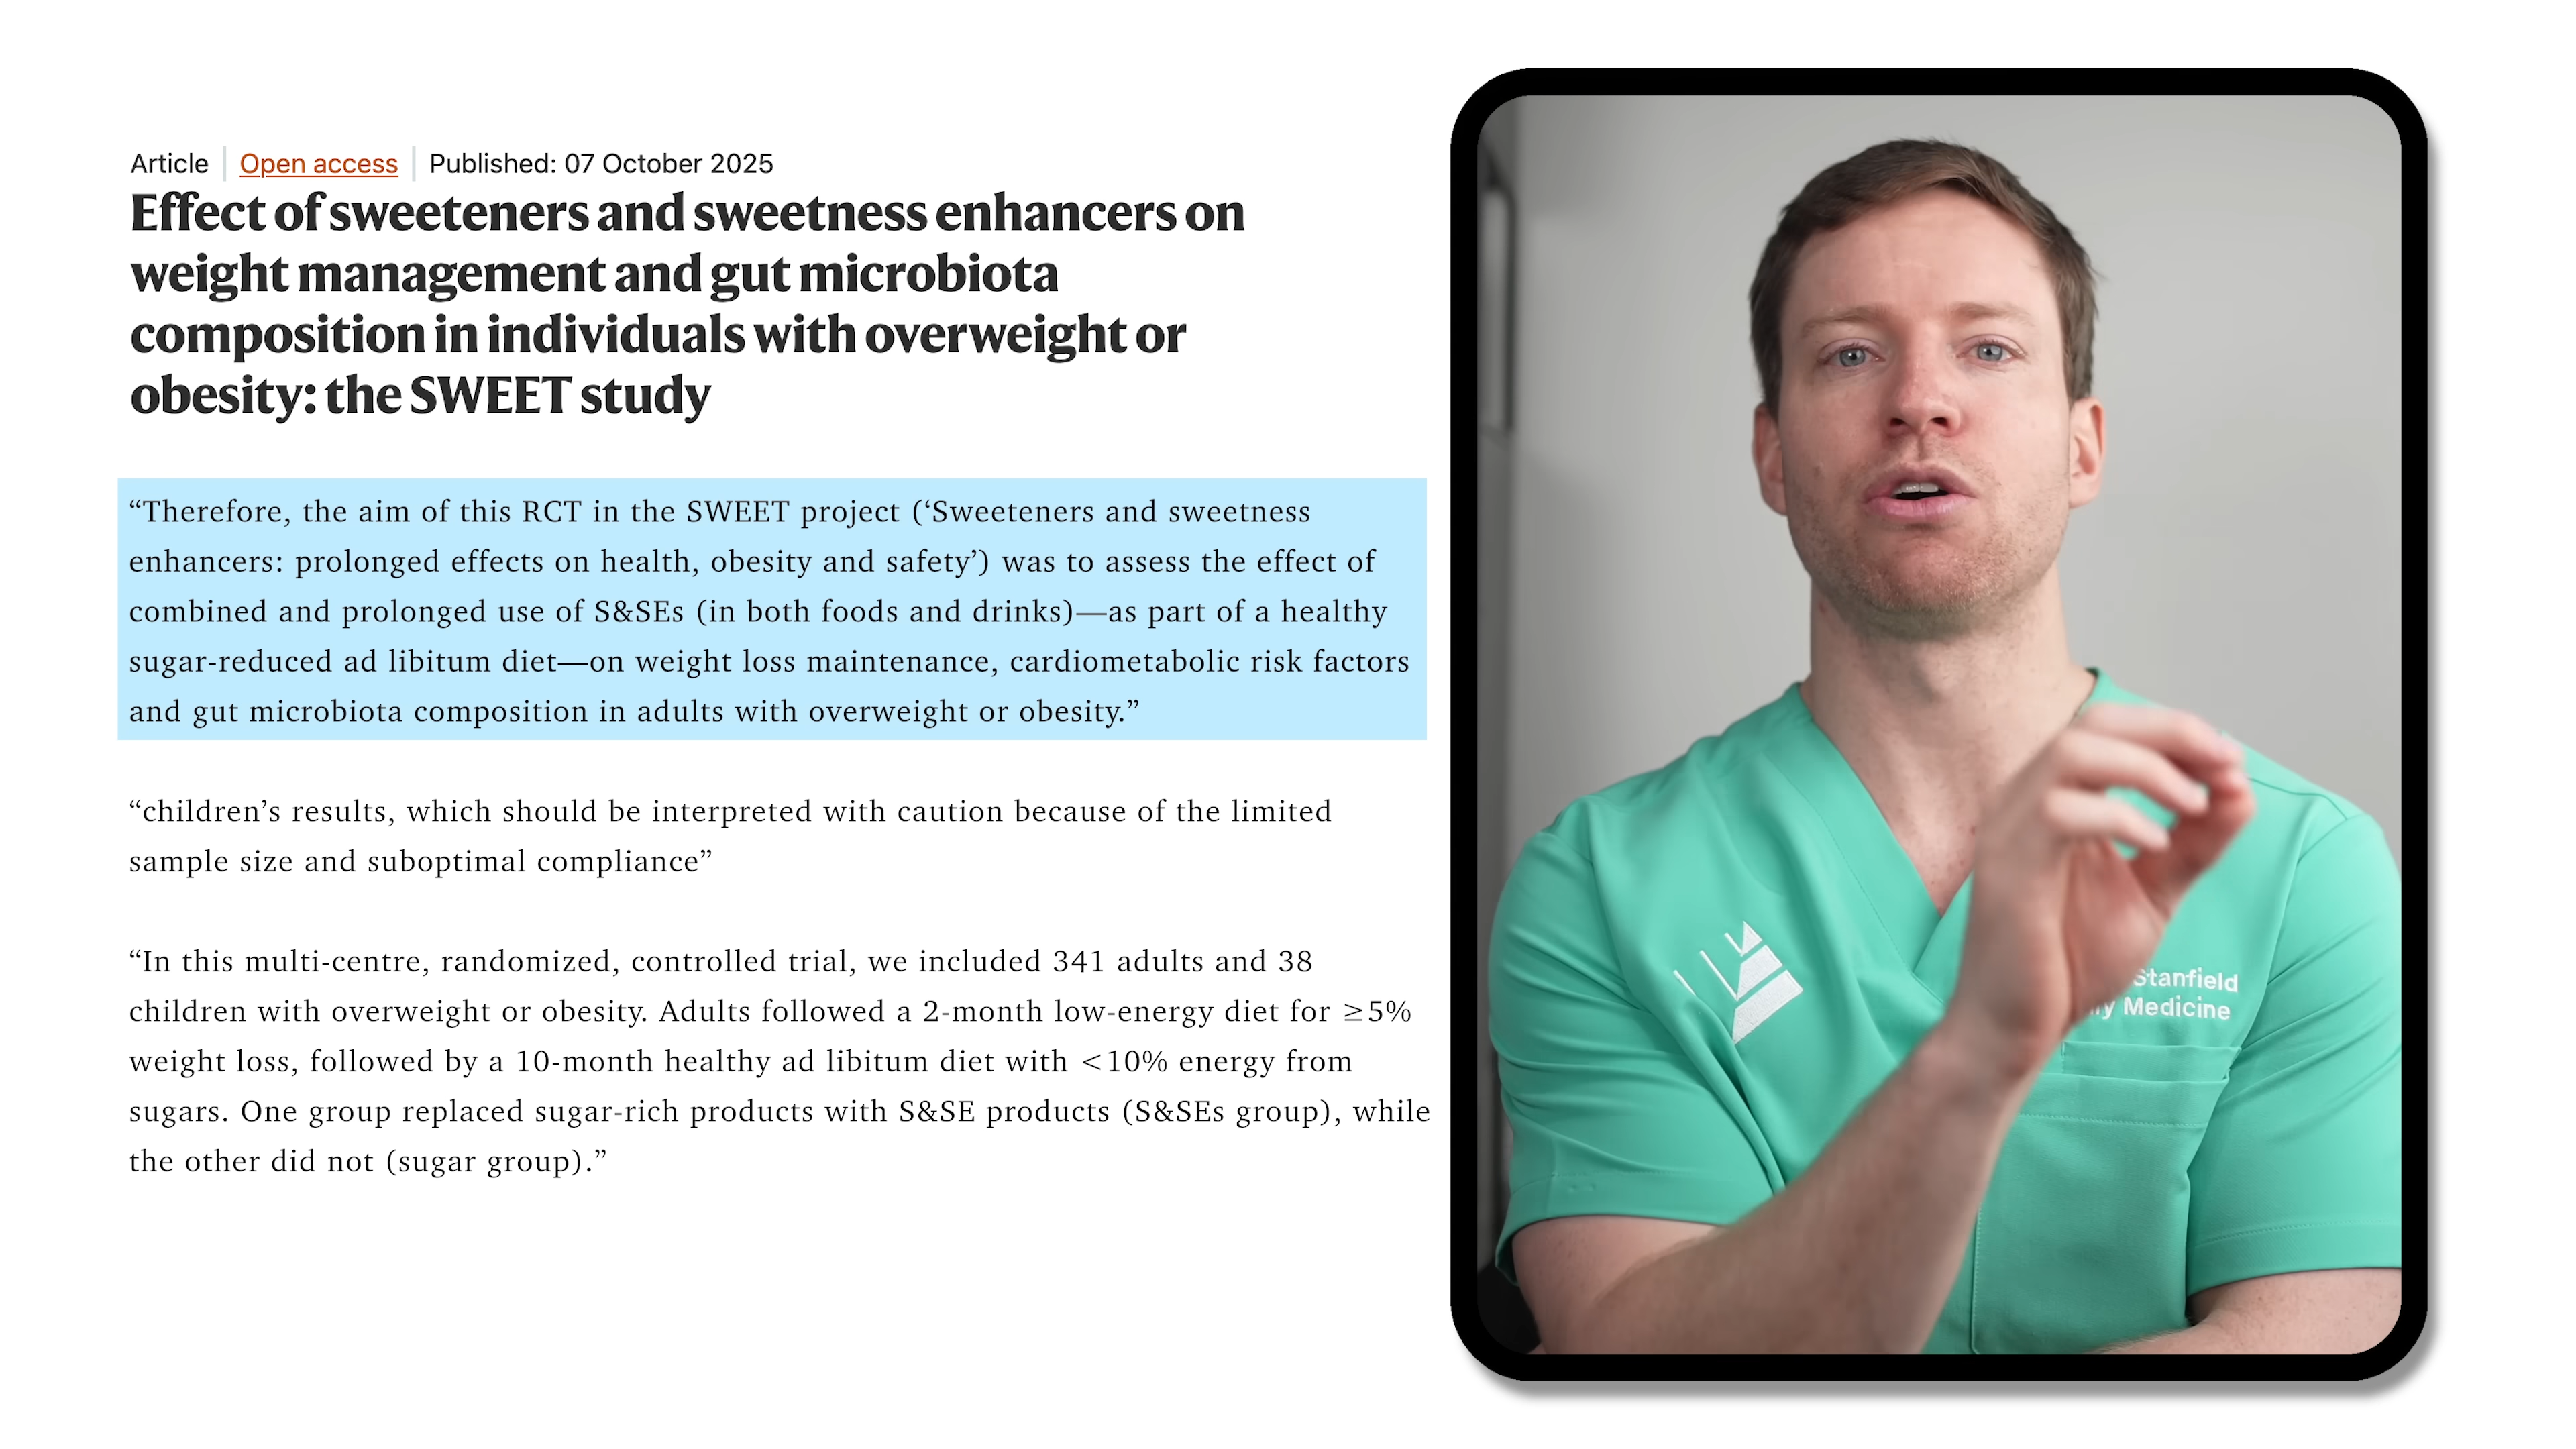 Article | Open access | Published: 07 October 2025
Effect of sweeteners and sweetness enhancers on
weight management and gut microbiota
composition in individuals with overweight or
obesity: the SWEET study
“Therefore, the aim of this RCT in the SWEET project (‘Sweeteners and sweetness
enhancers: prolonged effects on health, obesity and safety’) was to assess the effect of
combined and prolonged use of S&SEs (in both foods and drinks)—as part of a healthy
sugar-reduced ad libitum diet—on weight loss maintenance, cardiometabolic risk factors
and gut microbiota composition in adults with overweight or obesity.”
“children’s results, which should be interpreted with caution because of the limited
sample size and suboptimal compliance”
“In this multi-centre, randomized, controlled trial, we included 341 adults and 38
children with overweight or obesity. Adults followed a 2-month low-energy diet for ≥5%
weight loss, followed by a 10-month healthy ad libitum diet with <10% energy from
sugars. One group replaced sugar-rich products with S&SE products (S&SEs group), while
the other did not (sugar group).”
Stanfield
Medicine